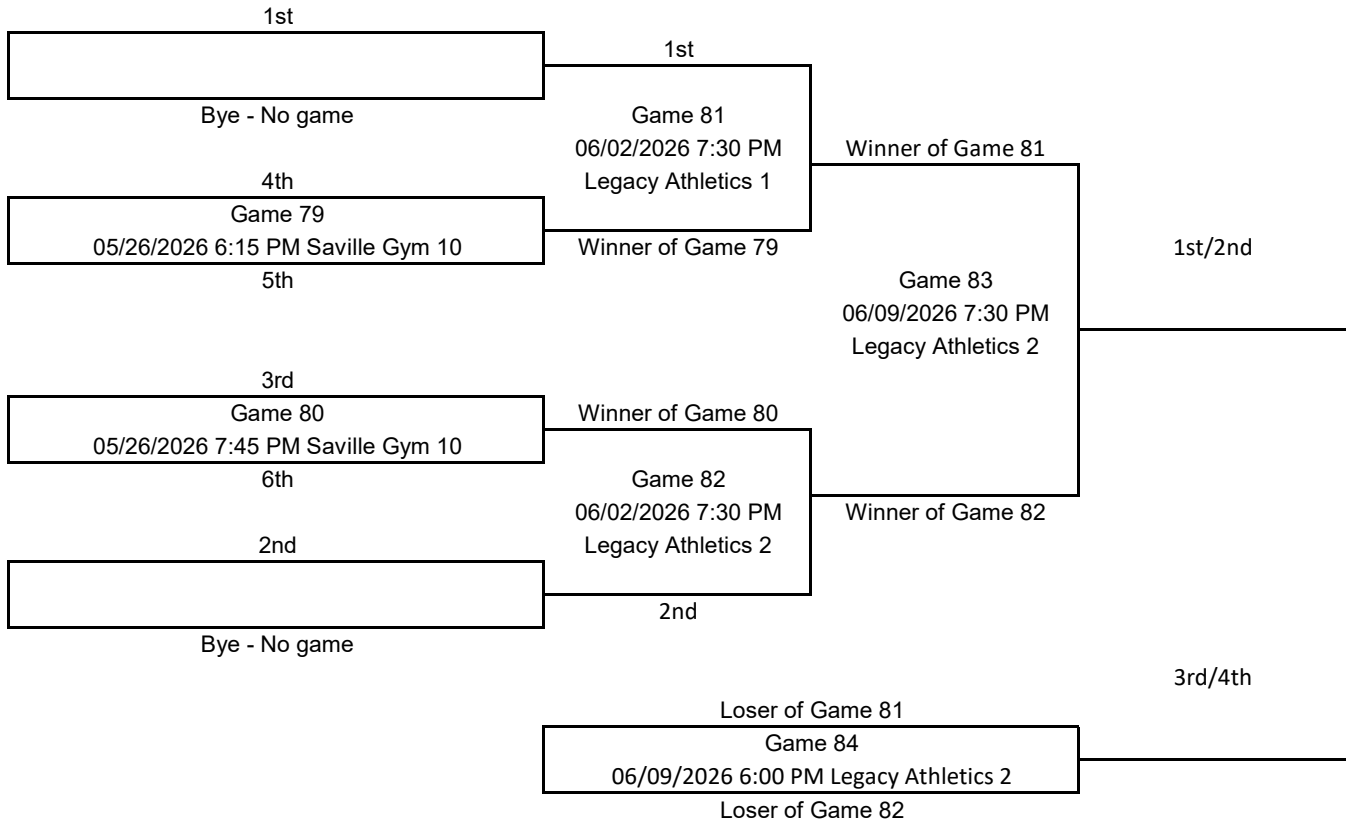 1st
Bye - No game
1st
Game 81
06/02/2026 7:30 PM
Legacy Athletics 1
Winner of Game 79
4th
Game 79
05/26/2026 6:15 PM Saville Gym 10
5th
Winner of Game 81
Game 83
06/09/2026 7:30 PM
Legacy Athletics 2
Winner of Game 82
1st/2nd
3rd
Game 80
05/26/2026 7:45 PM Saville Gym 10
6th
Winner of Game 80
Game 82
06/02/2026 7:30 PM
Legacy Athletics 2
2nd
2nd
Bye - No game
3rd/4th
Loser of Game 81
Game 84
06/09/2026 6:00 PM Legacy Athletics 2
Loser of Game 82